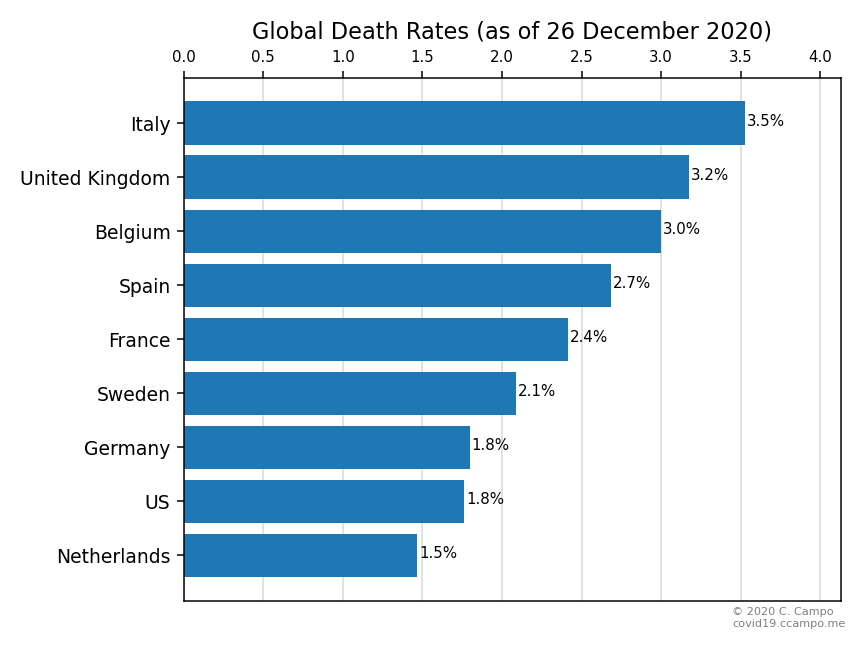 Global Death Rates (as of 26 December 2020)
0.0 0.5 1.0 1.5 2.0 2.5 3.0 3.5 4.0
Italy 3.5%
United Kingdom 3.2%
Belgium 3.0%
Spain 2.7%
France 2.4%
Sweden 2.1%
Germany 1.8%
US 1.8%
Netherlands 1.5%
© 2020 C. Campo
covid19.ccampo.me